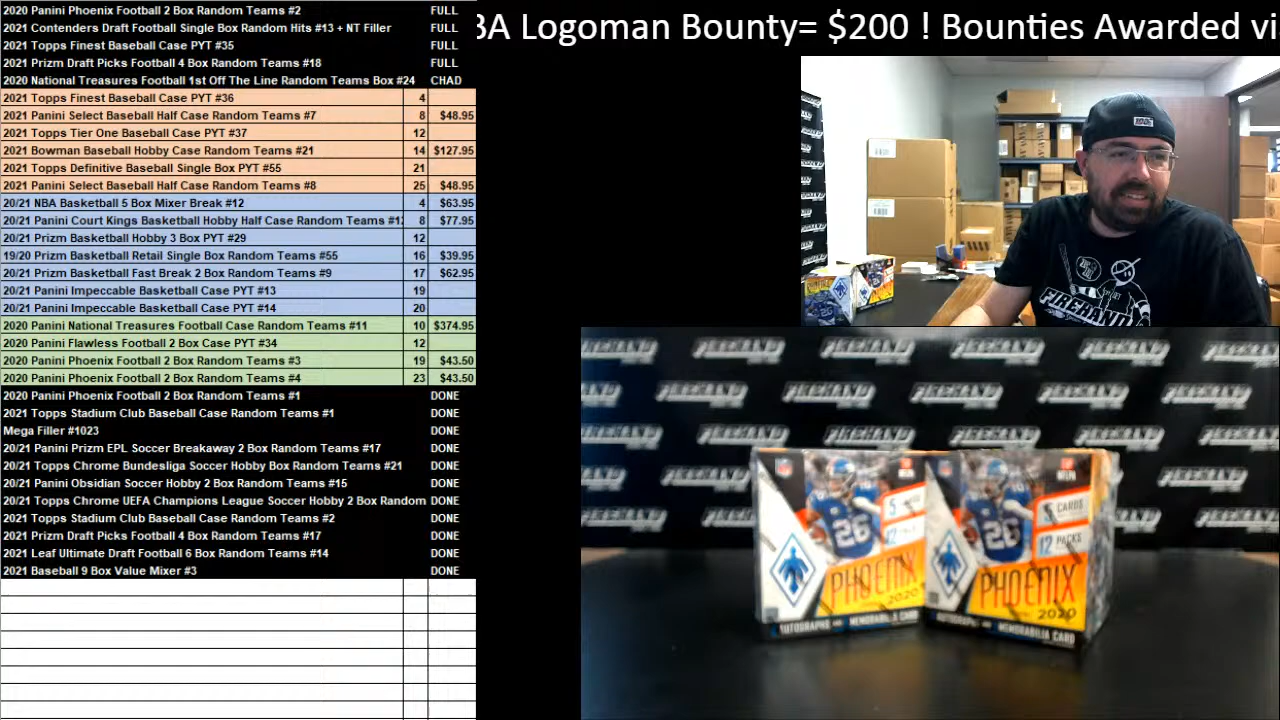 2020 Panini Phoenix Football 2 Box Random Teams #2 FULL
2021 Contenders Draft Football Single Box Random Hits #13 + NT Filler FULL
2021 Topps Finest Baseball Case PYT #35 FULL
2021 Prizm Draft Picks Football 4 Box Random Teams #18 FULL
2020 National Treasures Football 1st Off The Line Random Teams Box #24 CHAD
2021 Topps Finest Baseball Case PYT #36 4
2021 Panini Select Baseball Half Case Random Teams #7 8 $48.95
2021 Topps Tier One Baseball Case PYT #37 12
2021 Bowman Baseball Hobby Case Random Teams #21 14 $127.95
2021 Topps Definitive Baseball Single Box PYT #55 21
2021 Panini Select Baseball Half Case Random Teams #8 25 $48.95
20/21 NBA Basketball 5 Box Mixer Break #12 4 $63.95
20/21 Panini Court Kings Basketball Hobby Half Case Random Teams #1 8 $77.95
20/21 Prizm Basketball Hobby 3 Box PYT #29 12
19/20 Prizm Basketball Retail Single Box Random Teams #55 16 $39.95
20/21 Prizm Basketball Fast Break 2 Box Random Teams #9 17 $62.95
20/21 Panini Impeccable Basketball Case PYT #13 19
20/21 Panini Impeccable Basketball Case PYT #14 20
2020 Panini National Treasures Football Case Random Teams #11 10 $374.95
2020 Panini Flawless Football 2 Box Case PYT #34 12
2020 Panini Phoenix Football 2 Box Random Teams #3 19 $43.50
2020 Panini Phoenix Football 2 Box Random Teams #4 23 $43.50
2020 Panini Phoenix Football 2 Box Random Teams #1 DONE
2021 Topps Stadium Club Baseball Case Random Teams #1 DONE
Mega Filler #1023 DONE
20/21 Panini Prizm EPL Soccer Breakaway 2 Box Random Teams #17 DONE
20/21 Topps Chrome Bundesliga Soccer Hobby Box Random Teams #21 DONE
20/21 Panini Obsidian Soccer Hobby 2 Box Random Teams #15 DONE
20/21 Topps Chrome UEFA Champions League Soccer Hobby 2 Box Random DONE
2021 Topps Stadium Club Baseball Case Random Teams #2 DONE
2021 Prizm Draft Picks Football 4 Box Random Teams #17 DONE
2021 Leaf Ultimate Draft Football 6 Box Random Teams #14 DONE
2021 Baseball 9 Box Value Mixer #3 DONE
BA Logoman Bounty= $200 ! Bounties Awarded vi
FIREHAND
26
5
PHOENIX
2020
AUTOGRAPHS
MEMORABILIA CARD
26
5 CARDS
12 PACKS
PHOENIX
2020
AUTOGRAPHS
MEMORABILIA CARD